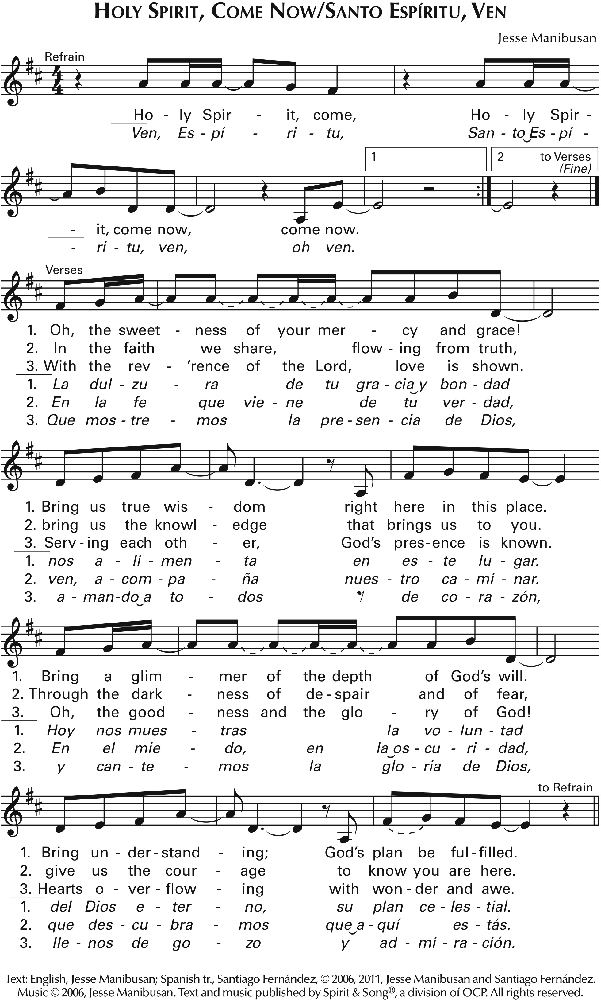 Holy Spirit, Come Now/Santo Espíritu, Ven
Jesse Manibusan
Refrain
4
4
Ho - ly Spir - it, come, Ho - ly Spir -
Ven, Es - pí - ri - tu, San - to Es - pí -
1
2 to Verses
(Fine)
- it, come now, come now.
- ri - tu, ven, oh ven.
Verses
1. Oh, the sweet - ness of your mer - cy and grace!
2. In the faith we share, flow - ing from truth,
3. With the rev - 'rence of the Lord, love is shown.
1. La dul - zu - ra de tu gra - cia y bon - dad
2. En la fe que vie - ne de tu ver - dad,
3. Que mos - tre - mos la pre - sen - cia de Dios,
1. Bring us true wis - dom right here in this place.
2. bring us the knowl - edge that brings us to you.
3. Serv - ing each oth - er, God's pres - ence is known.
1. nos a - li - men - ta en es - te lu - gar.
2. ven, a - com - pa - ña nues - tro ca - mi - nar.
3. a - man - do a to - dos de co - ra - zón,
1. Bring a glim - mer of the depth of God's will.
2. Through the dark - ness of de - spair and of fear,
3. Oh, the good - ness and the glo - ry of God!
1. Hoy nos mues - tras la vo - lun - tad
2. En el mie - do, en la os - cu - ri - dad,
3. y can - te - mos la glo - ria de Dios,
to Refrain
1. Bring un - der - stand - ing; God's plan be ful - filled.
2. give us the cour - age to know you are here.
3. Hearts o - ver - flow - ing with won - der and awe.
1. del Dios e - ter - no, su plan ce - les - tial.
2. que des - cu - bra - mos que a - quí es - tás.
3. lle - nos de go - zo y ad - mi - ra - ción.
Text: English, Jesse Manibusan; Spanish tr., Santiago Fernández, © 2006, 2011, Jesse Manibusan and Santiago Fernández.
Music © 2006, Jesse Manibusan. Text and music published by Spirit & Song®, a division of OCP. All rights reserved.